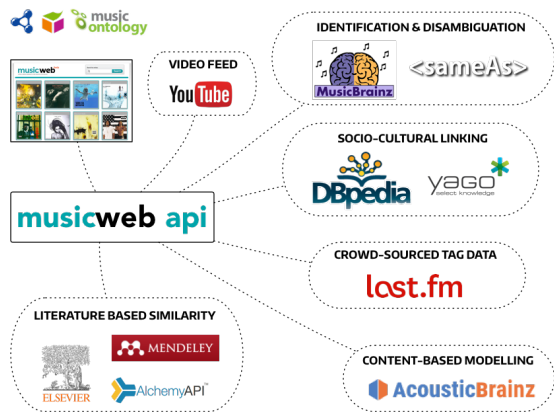 music
ontology
musicweb
VIDEO FEED
YouTube
IDENTIFICATION & DISAMBIGUATION
MusicBrainz
<sameAs>
SOCIO-CULTURAL LINKING
DBpedia
yago
select knowledge
musicweb api
CROWD-SOURCED TAG DATA
last.fm
LITERATURE BASED SIMILARITY
ELSEVIER
MENDELEY
AlchemyAPI™
CONTENT-BASED MODELLING
AcousticBrainz